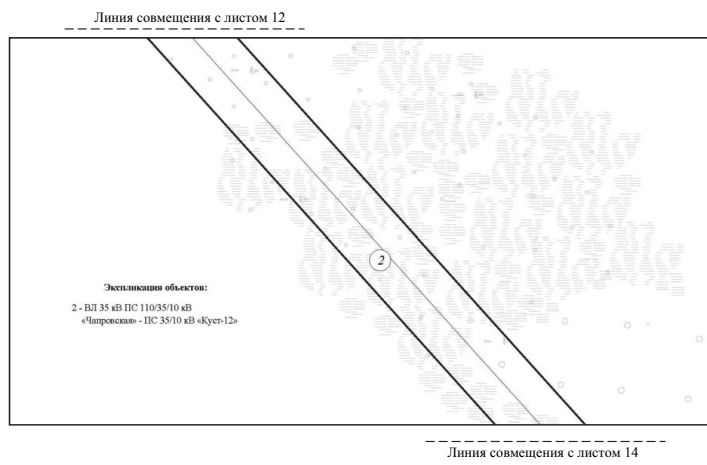 Линия совмещения с листом 12
2
Экспликация объектов:
2 - ВЛ 35 кВ ПС 110/35/10 кВ
«Чапровская» - ПС 35/10 кВ «Куст-12»
Линия совмещения с листом 14